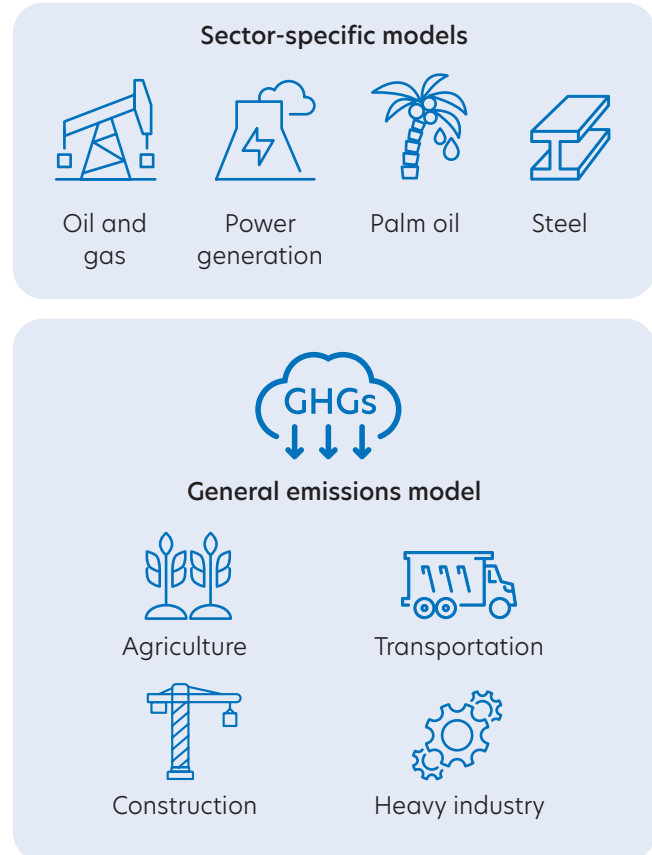 Sector-specific models
Oil and
gas
Power
generation
Palm oil
Steel
GHGs
General emissions model
Agriculture
Transportation
Construction
Heavy industry